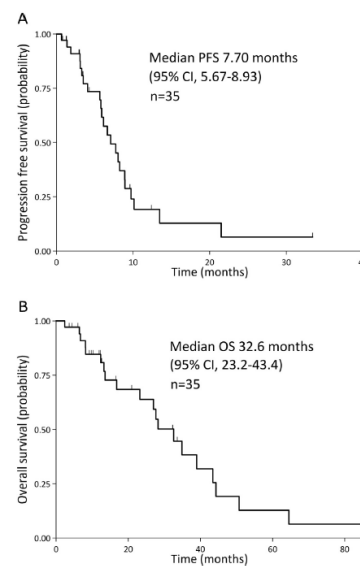 A
Progression free survival (probability)
1.00
0.75
0.50
0.25
0.00
Median PFS 7.70 months
(95% CI, 5.67-8.93)
n=35
0 10 20 30
Time (months)
B
Overall survival (probability)
1.00
0.75
0.50
0.25
0.00
Median OS 32.6 months
(95% CI, 23.2-43.4)
n=35
0 20 40 60 80
Time (months)